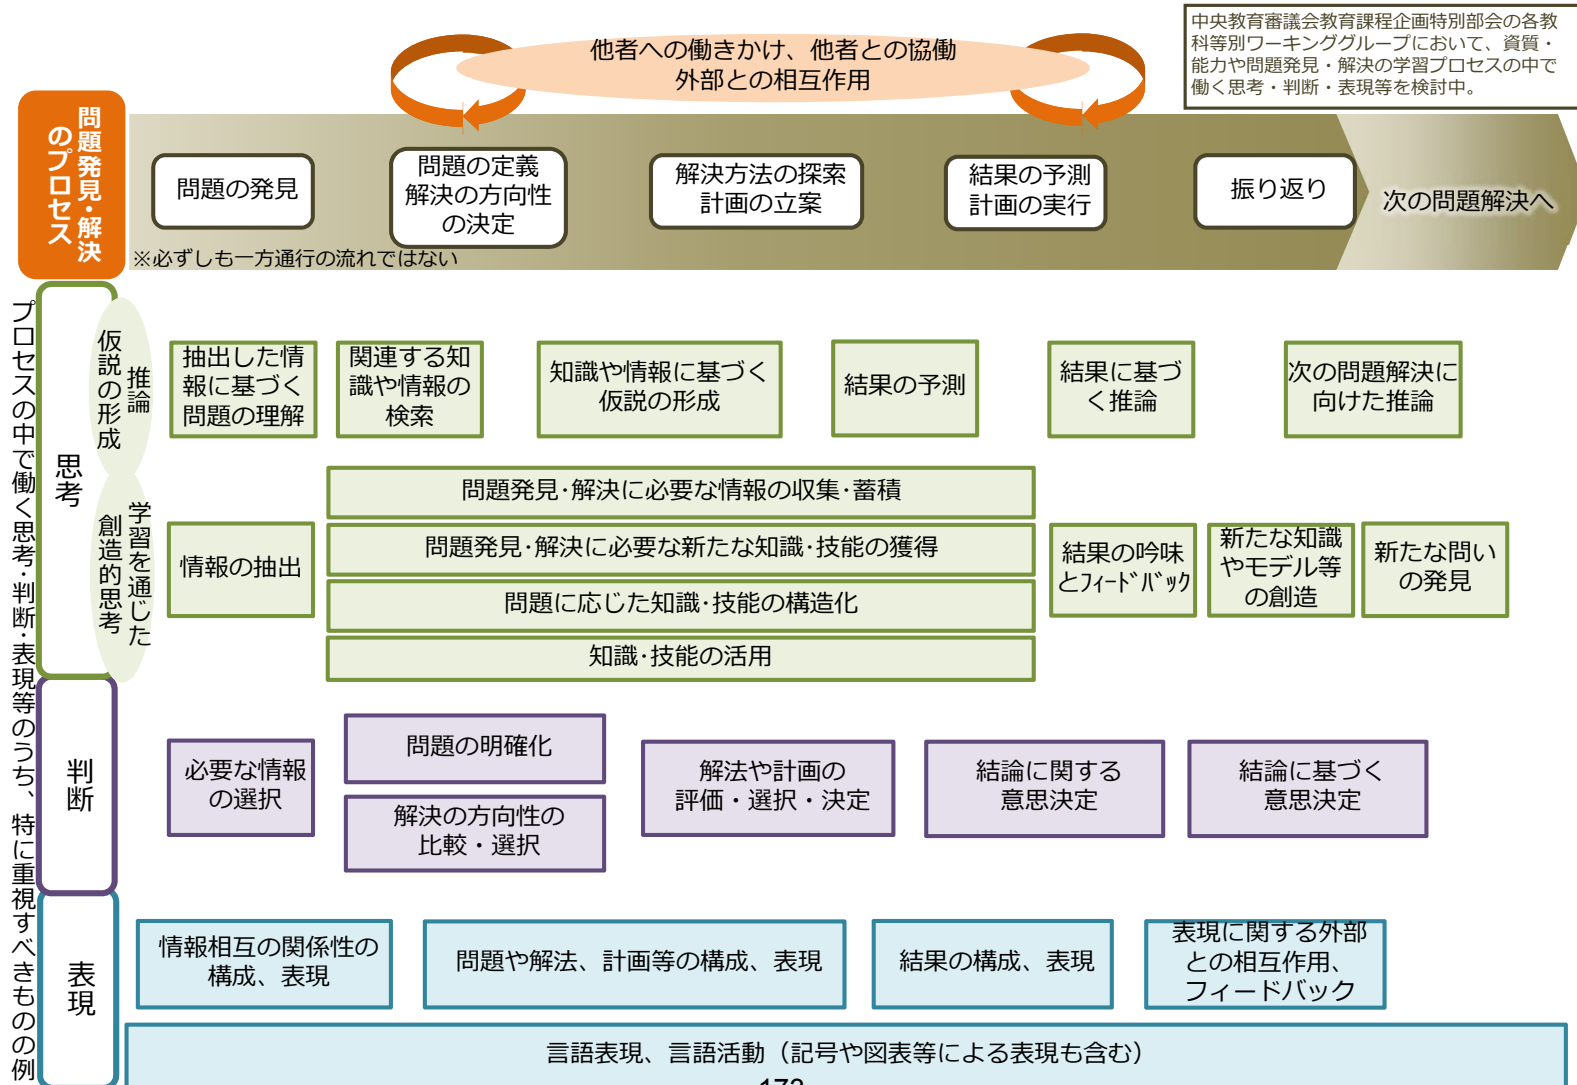 中央教育審議会教育課程企画特別部会の各教
科等別ワーキンググループにおいて、資質・
能力や問題発見・解決の学習プロセスの中で
働く思考・判断・表現等を検討中。
他者への働きかけ、他者との協働
外部との相互作用
問題発見・解決
のプロセス
問題の発見
問題の定義
解決の方向性
の決定
解決方法の探索
計画の立案
結果の予測
計画の実行
振り返り
次の問題解決へ
※必ずしも一方通行の流れではない
プロセスの中で働く思考・判断・表現等のうち、特に重視すべきものの例
思考
推論
仮説の形成
抽出した情
報に基づく
問題の理解
関連する知
識や情報の
検索
知識や情報に基づく
仮説の形成
結果の予測
結果に基づ
く推論
次の問題解決に
向けた推論
学習を通じた
創造的思考
情報の抽出
問題発見・解決に必要な情報の収集・蓄積
問題発見・解決に必要な新たな知識・技能の獲得
問題に応じた知識・技能の構造化
知識・技能の活用
結果の吟味
とﾌｨｰﾄﾞﾊﾞｯｸ
新たな知識
やモデル等
の創造
新たな問い
の発見
判断
必要な情報
の選択
問題の明確化
解決の方向性の
比較・選択
解法や計画の
評価・選択・決定
結論に関する
意思決定
結論に基づく
意思決定
表現
情報相互の関係性の
構成、表現
問題や解法、計画等の構成、表現
結果の構成、表現
表現に関する外部
との相互作用、
フィードバック
言語表現、言語活動（記号や図表等による表現も含む）